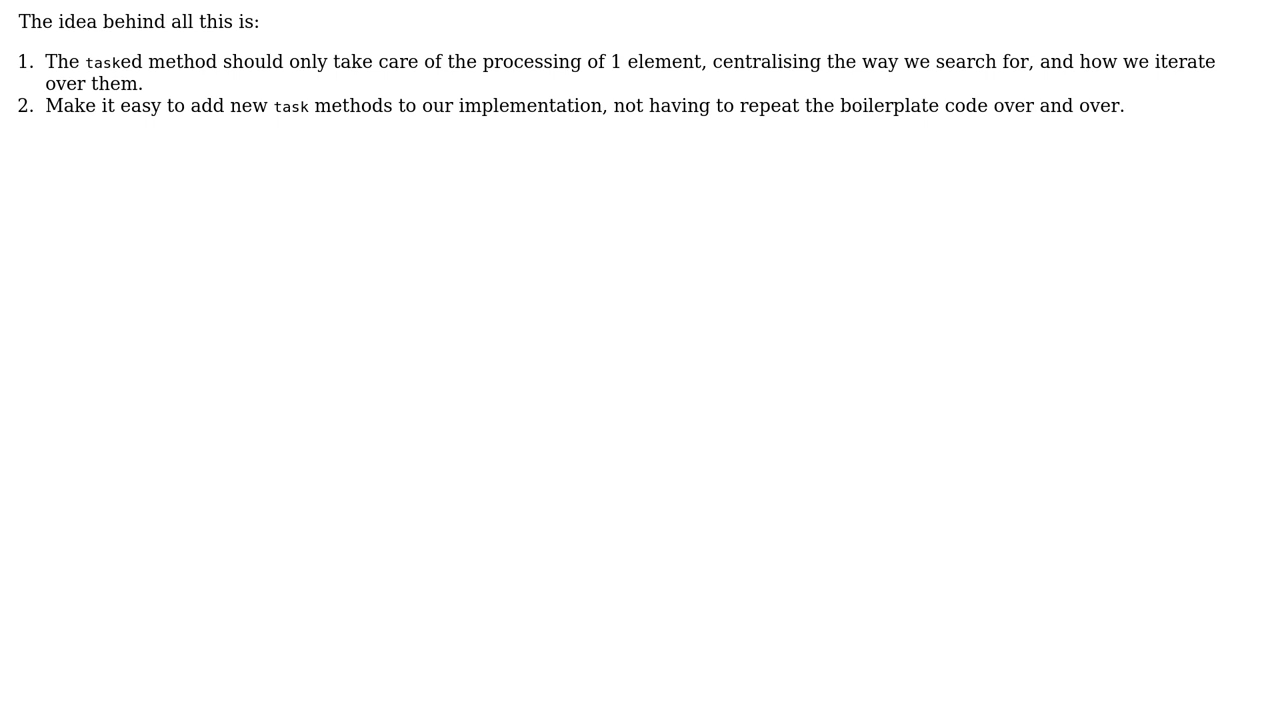 The idea behind all this is:
1. The tasked method should only take care of the processing of 1 element, centralising the way we search for, and how we iterate
over them.
2. Make it easy to add new task methods to our implementation, not having to repeat the boilerplate code over and over.